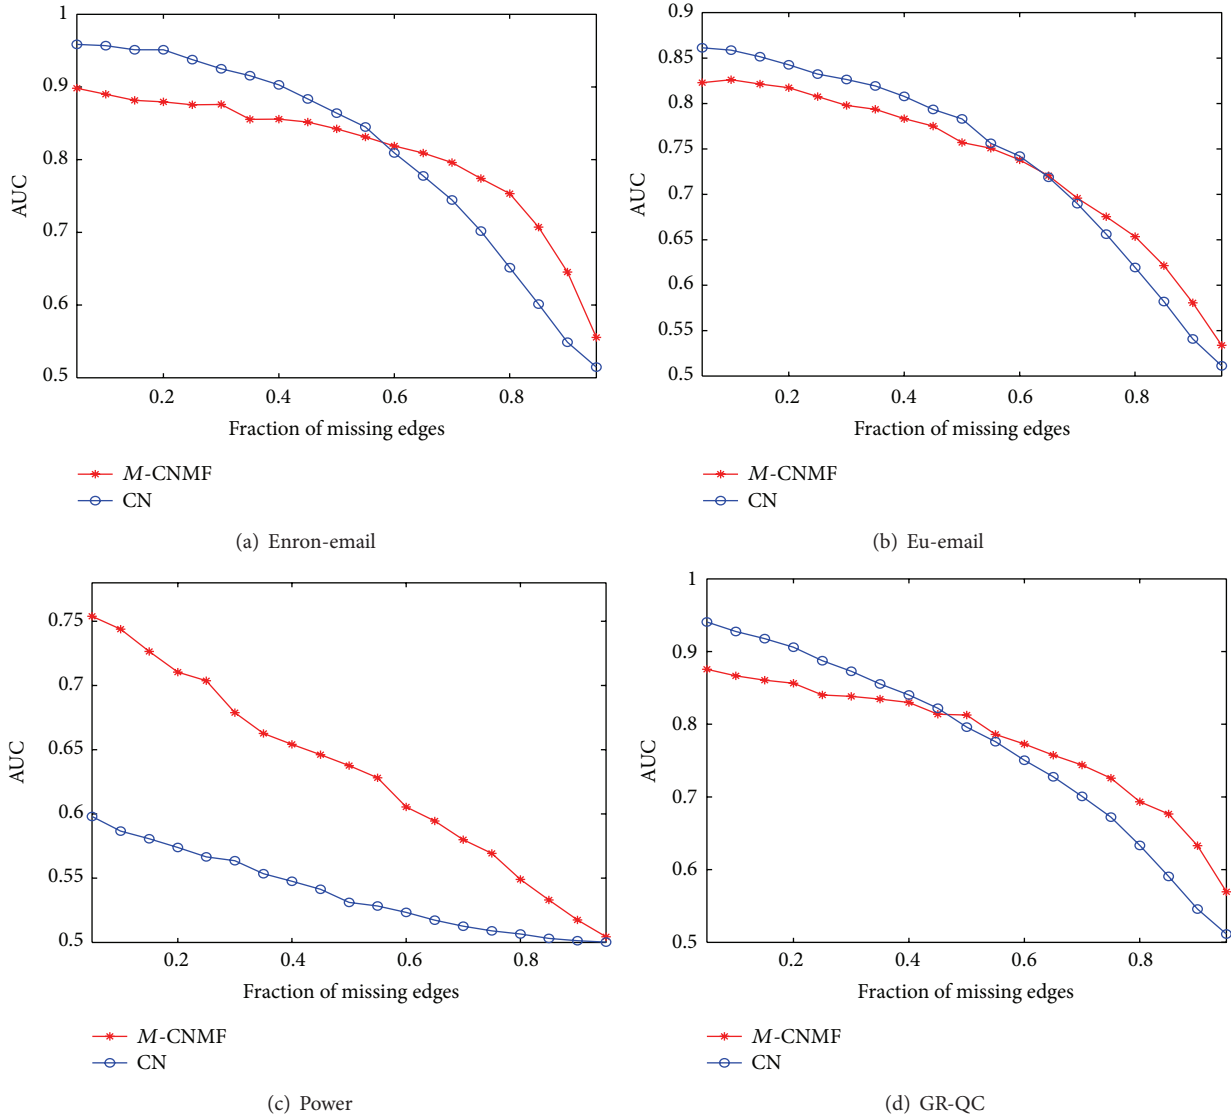 1
0.9
0.8
0.7
0.6
0.5
AUC
0.2 0.4 0.6 0.8
Fraction of missing edges
M-CNMF
CN
(a) Enron-email
0.9
0.85
0.8
0.75
0.7
0.65
0.6
0.55
0.5
AUC
0.2 0.4 0.6 0.8
Fraction of missing edges
M-CNMF
CN
(b) Eu-email
0.75
0.7
0.65
0.6
0.55
0.5
AUC
0.2 0.4 0.6 0.8
Fraction of missing edges
M-CNMF
CN
(c) Power
1
0.9
0.8
0.7
0.6
0.5
AUC
0.2 0.4 0.6 0.8
Fraction of missing edges
M-CNMF
CN
(d) GR-QC